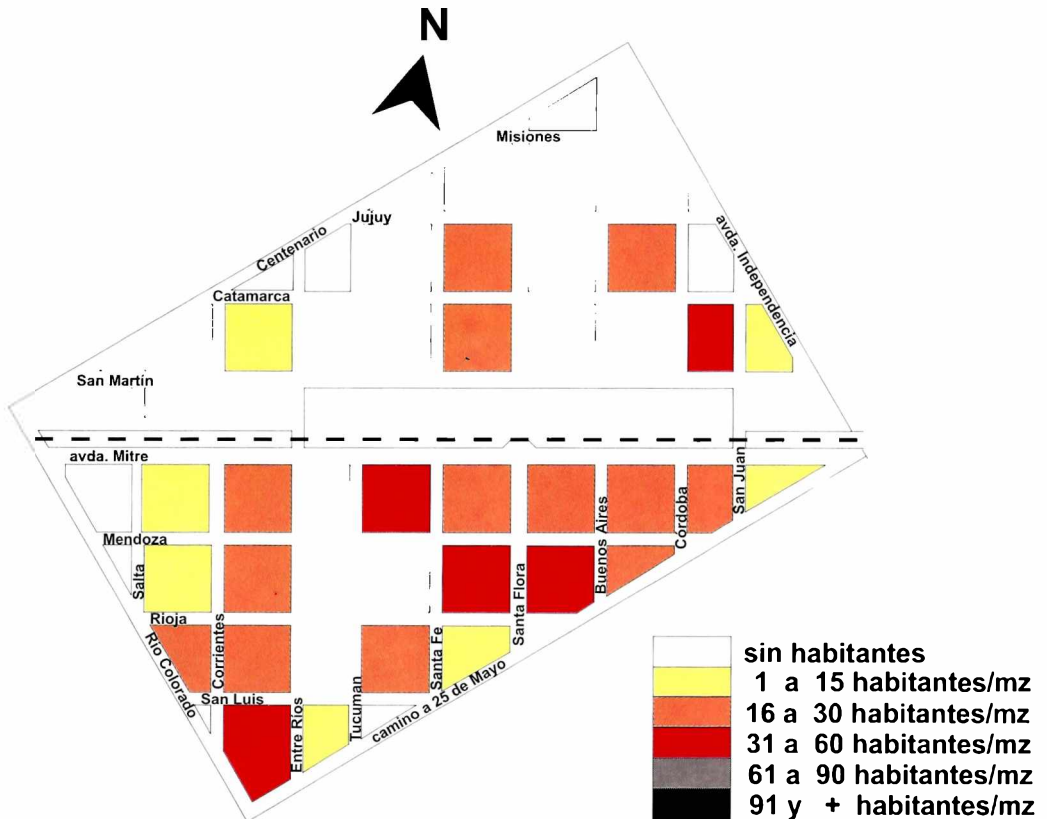 N
Misiones
Jujuy
Centenario
avda. Independencia
Catamarca
San Martín
avda. Mitre
San Juan
Córdoba
Buenos Aires
Mendoza
Salta
Santa Flora
Rioja
Corrientes
Santa Fe
Río Colorado
San Luis
Tucuman
Entre Rios
camino a 25 de Mayo
sin habitantes
1 a 15 habitantes/mz
16 a 30 habitantes/mz
31 a 60 habitantes/mz
61 a 90 habitantes/mz
91 y + habitantes/mz